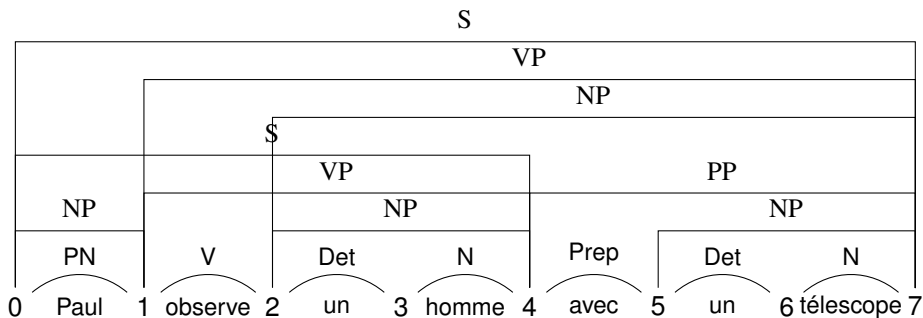 S
VP
NP
S
VP PP
NP NP NP
PN V Det N Prep Det N
0 Paul 1 observe 2 un 3 homme 4 avec 5 un 6 télescope 7